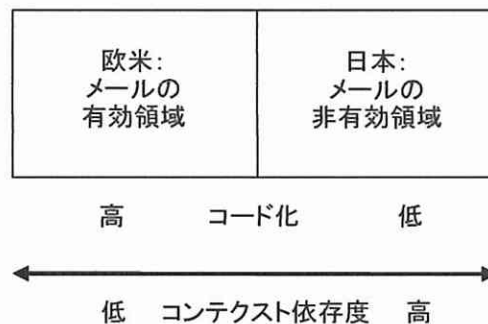 欧米:
メールの
有効領域
日本:
メールの
非有効領域
高 コード化 低
低 コンテクスト依存度 高